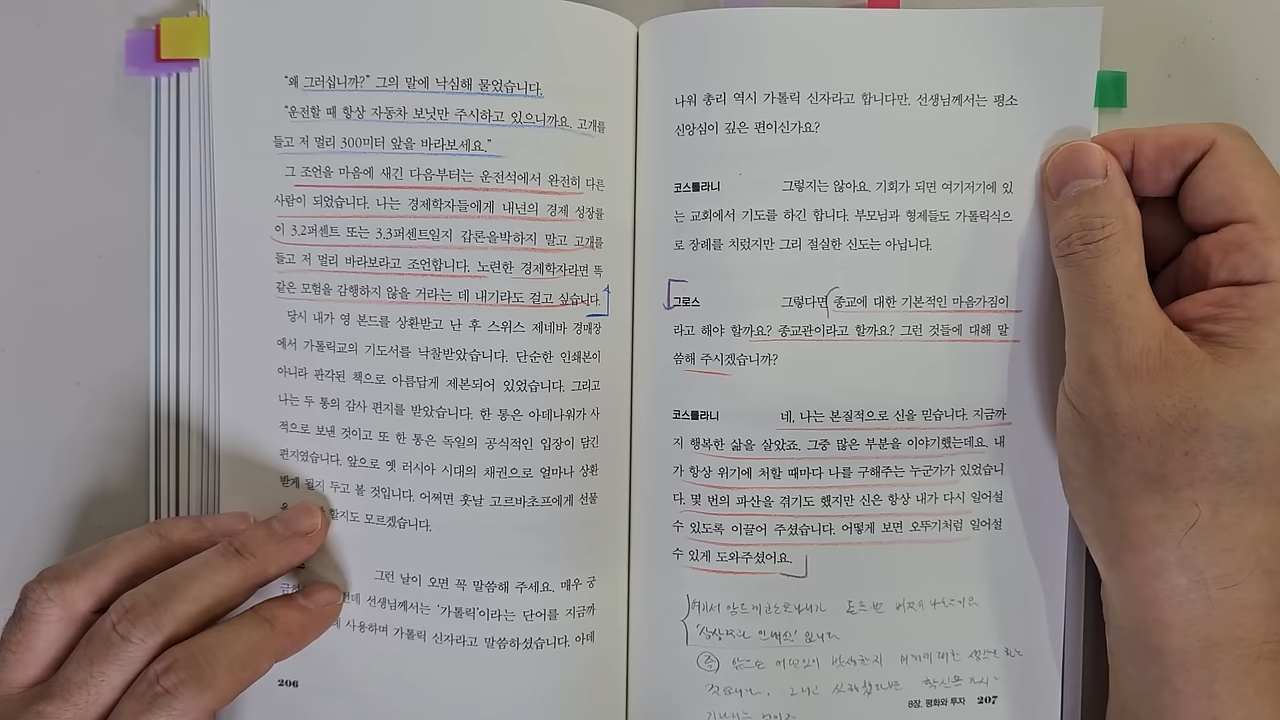 "왜 그러십니까?" 그의 말에 낙심해 물었습니다.
"운전할 때 항상 자동차 보닛만 주시하고 있으니까요. 고개를
들고 저 멀리 300미터 앞을 바라보세요."
그 조언을 마음에 새긴 다음부터는 운전석에서 완전히 다른
사람이 되었습니다. 나는 경제학자들에게 내년의 경제 성장률
이 3.2퍼센트 또는 3.3퍼센트일지 갑론을박하지 말고 고개를
들고 저 멀리 바라보라고 조언합니다. 노련한 경제학자라면 똑
같은 모험을 감행하지 않을 거라는 데 내기라도 걸고 싶습니다.
당시 내가 영 본드를 상환받고 난 후 스위스 제네바 경매장
에서 가톨릭교의 기도서를 낙찰받았습니다. 단순한 인쇄본이
아니라 판각된 책으로 아름답게 제본되어 있었습니다. 그리고
나는 두 통의 감사 편지를 받았습니다. 한 통은 아데나워가 사
적으로 보낸 것이고 또 한 통은 독일의 공식적인 입장이 담긴
편지였습니다. 앞으로 옛 러시아 시대의 채권으로 얼마나 상환
받게 될지 두고 볼 것입니다. 어쩌면 훗날 고르바초프에게 선물
할지도 모르겠습니다.
그런 날이 오면 꼭 말씀해 주세요. 매우 궁
선생님께서는 '가톨릭'이라는 단어를 지금까
사용하며 가톨릭 신자라고 말씀하셨습니다. 아데
206
나워 총리 역시 가톨릭 신자라고 합니다만, 선생님께서는 평소
신앙심이 깊은 편이신가요?
코스톨라니 그렇지는 않아요. 기회가 되면 여기저기에 있
는 교회에서 기도를 하긴 합니다. 부모님과 형제들도 가톨릭식으
로 장례를 치렀지만 그리 절실한 신도는 아닙니다.
그로스 그렇다면 종교에 대한 기본적인 마음가짐이
라고 해야 할까요? 종교관이라고 할까요? 그런 것들에 대해 말
씀해 주시겠습니까?
코스톨라니 네, 나는 본질적으로 신을 믿습니다. 지금까
지 행복한 삶을 살았죠. 그중 많은 부분을 이야기했는데요. 내
가 항상 위기에 처할 때마다 나를 구해주는 누군가가 있었습니
다. 몇 번의 파산을 겪기도 했지만 신은 항상 내가 다시 일어설
수 있도록 이끌어 주셨습니다. 어떻게 보면 오뚜기처럼 일어설
수 있게 도와주셨어요.
8장. 평화와 투자 207